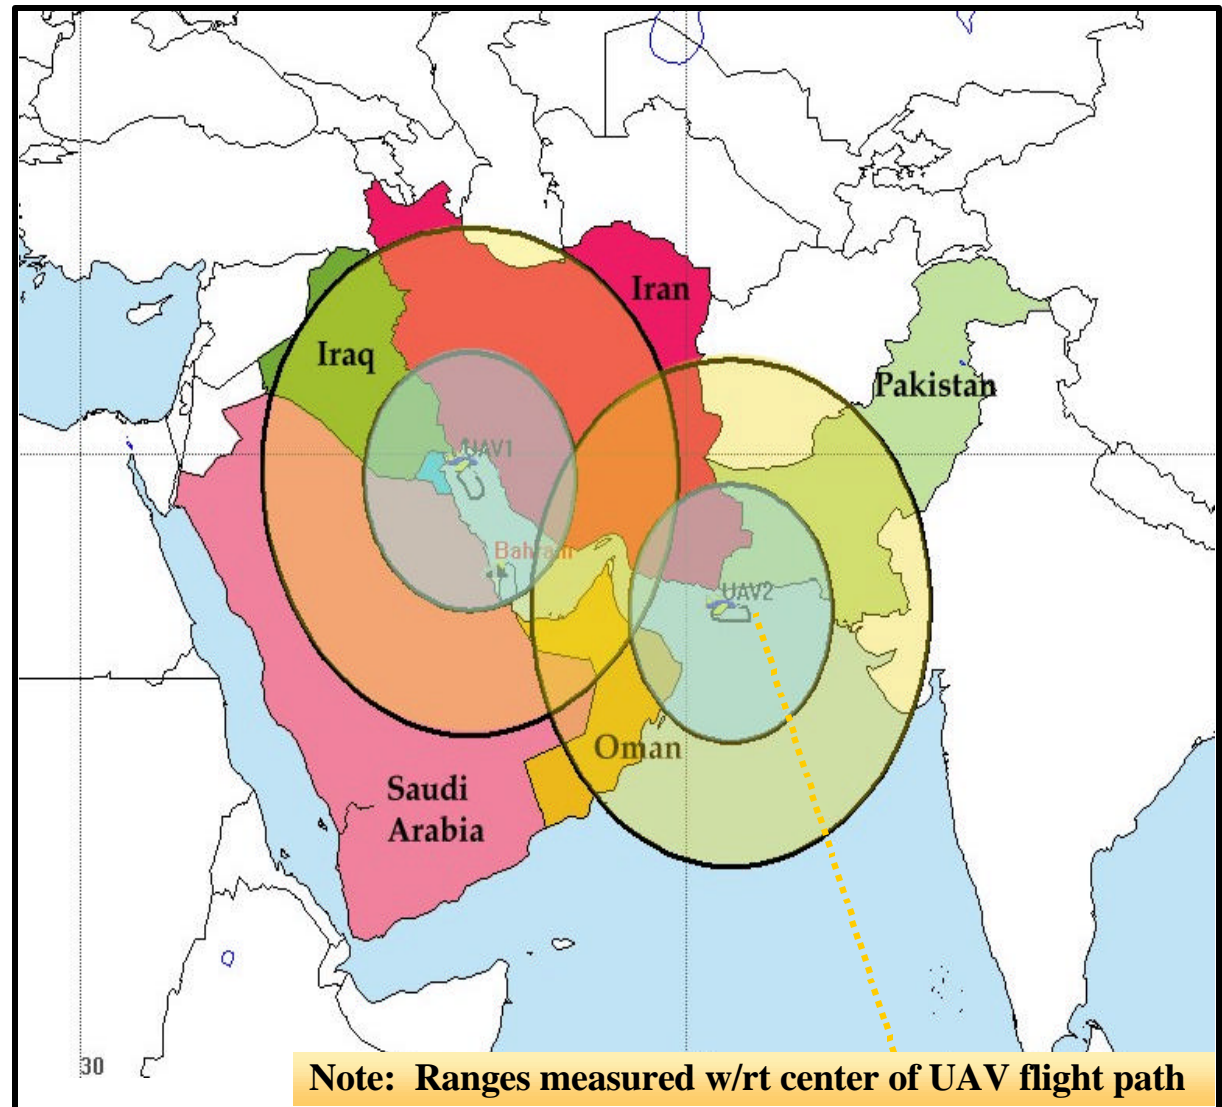 Iran
Iraq
Pakistan
UAV1
Bahrain
UAV2
Oman
Saudi
Arabia
30
Note:  Ranges measured w/rt center of UAV flight path